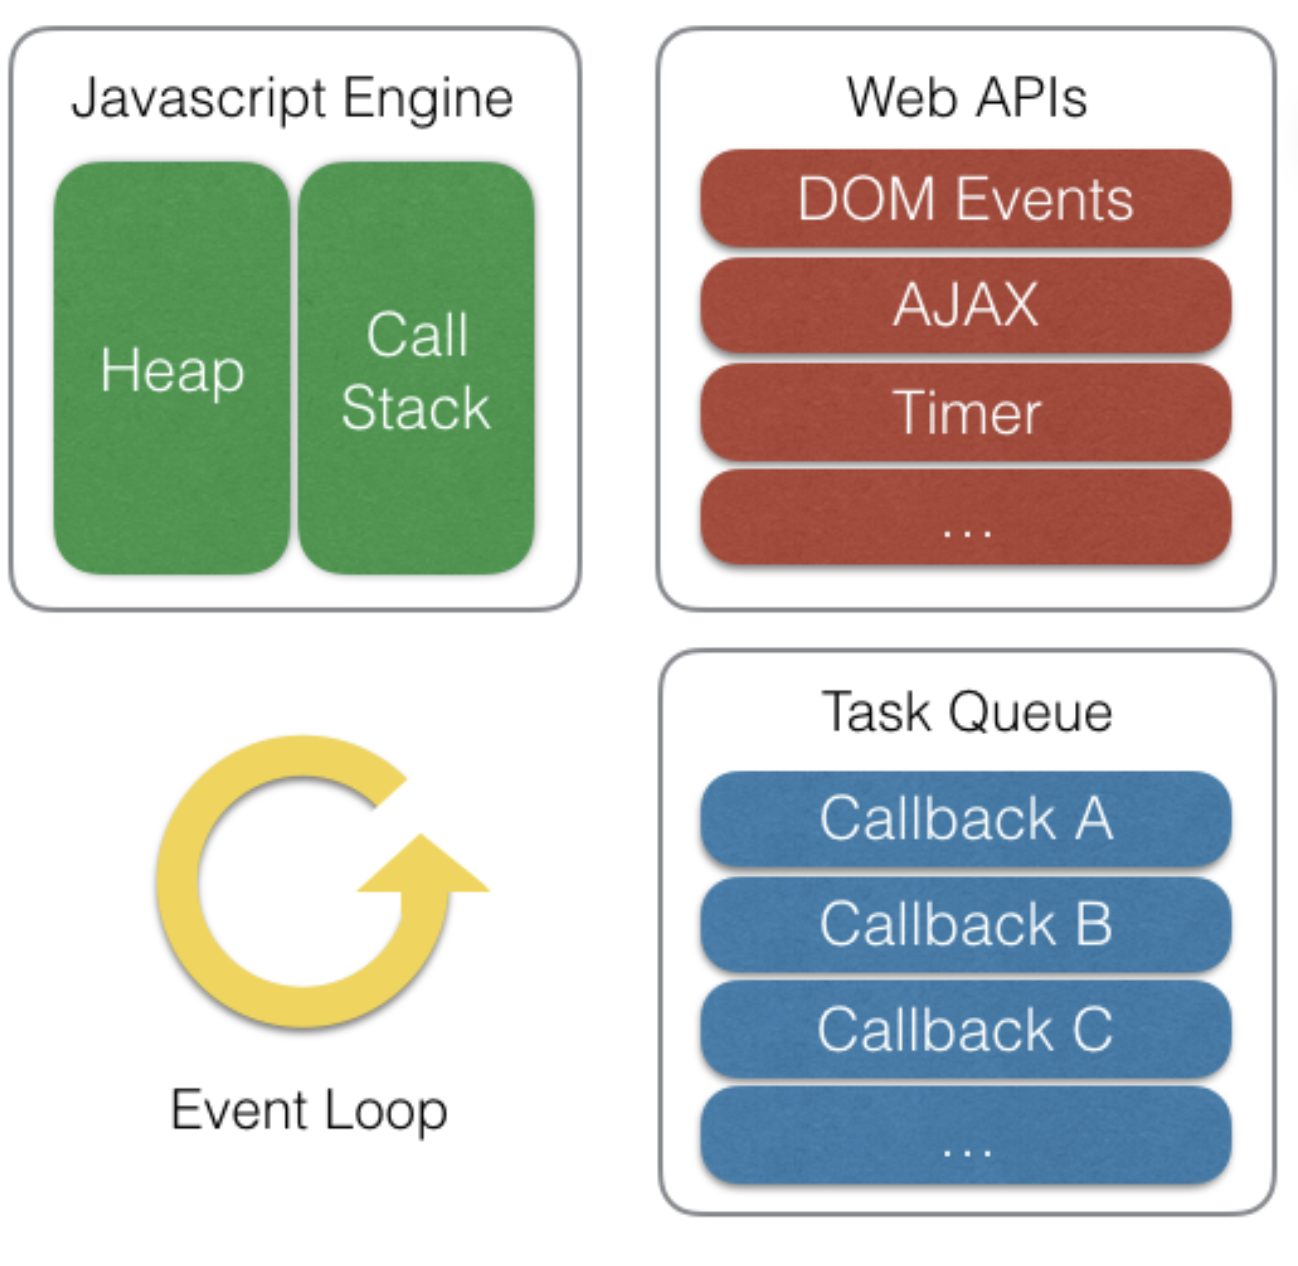 Javascript Engine
Heap
Call
Stack
Web APIs
DOM Events
AJAX
Timer
...
Event Loop
Task Queue
Callback A
Callback B
Callback C
...